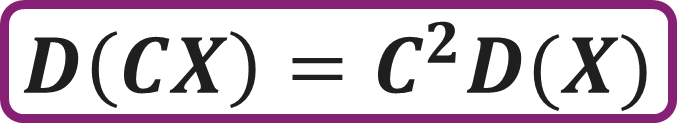 D(CX) = C²D(X)